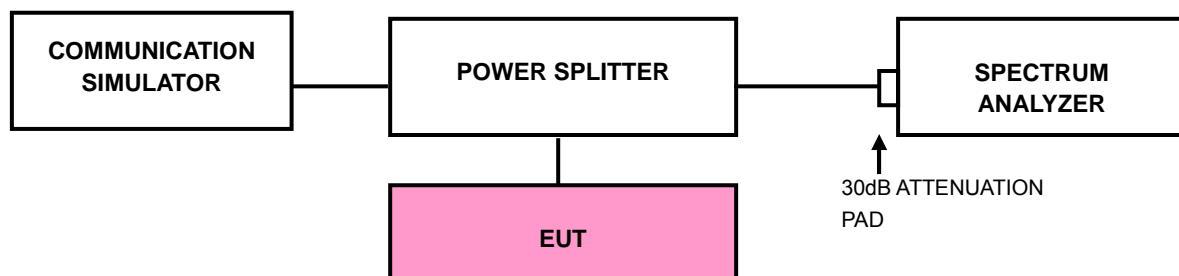 COMMUNICATION
SIMULATOR
POWER SPLITTER
SPECTRUM
ANALYZER
30dB ATTENUATION
PAD
EUT